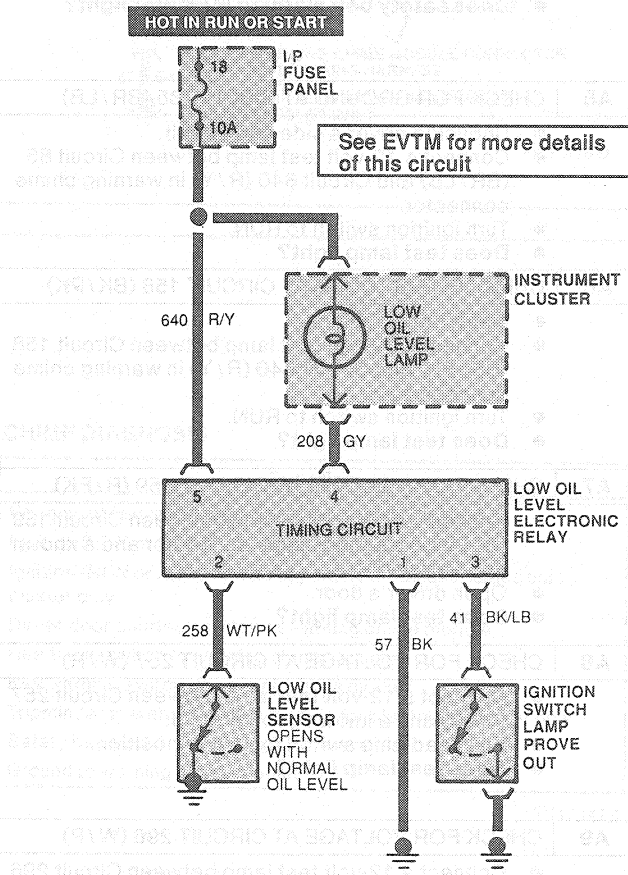 HOT IN RUN OR START
18
10A
I/P
FUSE
PANEL
See EVTM for more details
of this circuit
INSTRUMENT
CLUSTER
LOW
OIL
LEVEL
LAMP
640 R/Y
208 GY
5 4
TIMING CIRCUIT
2 1 3
LOW OIL
LEVEL
ELECTRONIC
RELAY
258 WT/PK
57 BK
41 BK/LB
LOW OIL
LEVEL
SENSOR
OPENS
WITH
NORMAL
OIL LEVEL
IGNITION
SWITCH
LAMP
PROVE
OUT